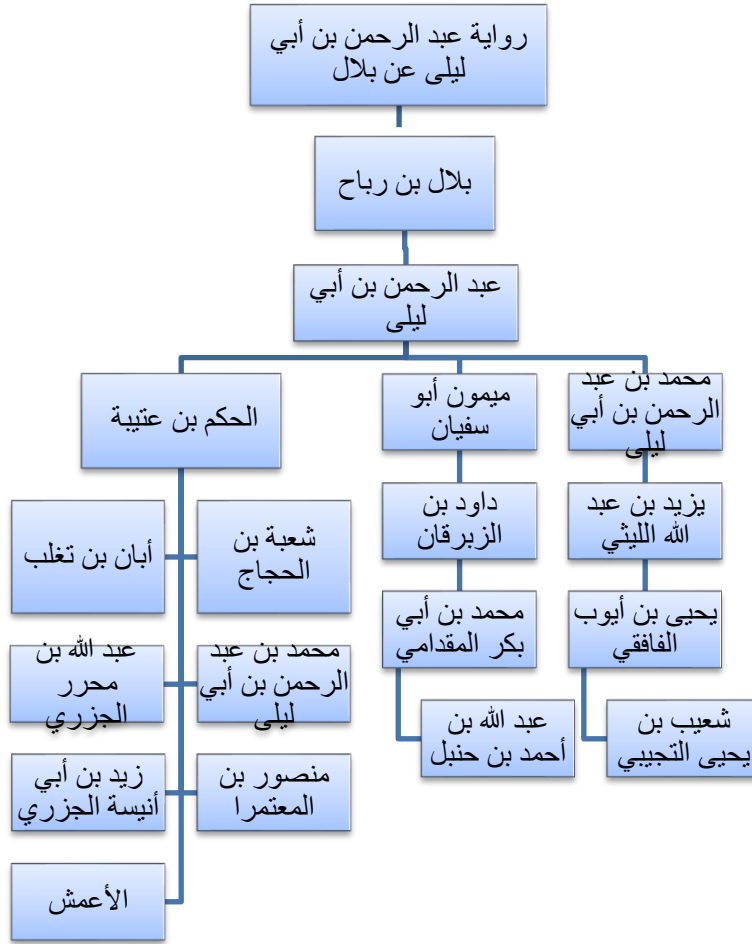 رواية عبد الرحمن بن أبي
ليلى عن بلال
بلال بن رباح
عبد الرحمن بن أبي
ليلى
محمد بن عبد
الرحمن بن أبي
ليلى
يزيد بن عبد
الله الليثي
يحيى بن أيوب
الفافقي
شعيب بن
يحيى التجيبي
ميمون أبو
سفيان
داود بن
الزبرقان
محمد بن أبي
بكر المقدامي
عبد الله بن
أحمد بن حنبل
الحكم بن عتيبة
شعبة بن
الحجاج
أبان بن تغلب
محمد بن عبد
الرحمن بن أبي
ليلى
عبد الله بن
محرر
الجزري
منصور بن
المعتمرا
زيد بن أبي
أنيسة الجزري
الأعمش